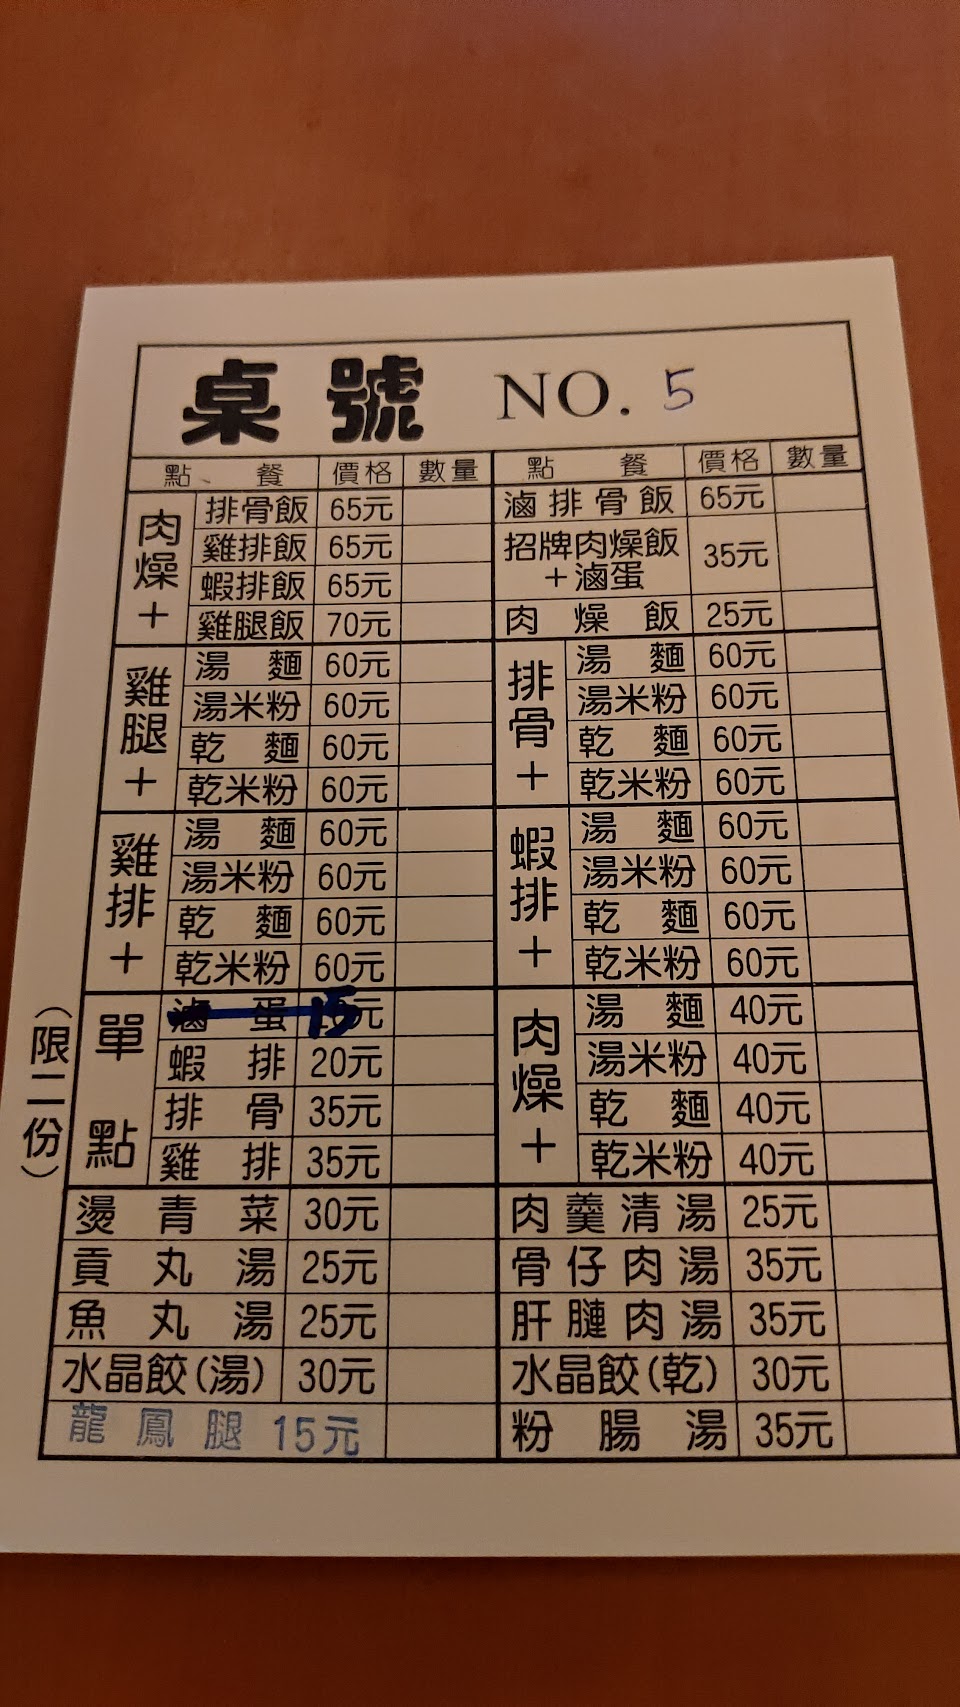 桌號 NO. 5
點 餐 價格 數量
肉燥+
排骨飯 65元
雞排飯 65元
蝦排飯 65元
雞腿飯 70元
雞腿+
湯麵 60元
湯米粉 60元
乾麵 60元
乾米粉 60元
雞排+
湯麵 60元
湯米粉 60元
乾麵 60元
乾米粉 60元
(限二份)
單點
滷蛋 15元
蝦排 20元
排骨 35元
雞排 35元
燙青菜 30元
貢丸湯 25元
魚丸湯 25元
水晶餃(湯) 30元
龍鳳腿 15元
點 餐 價格 數量
滷排骨飯 65元
招牌肉燥飯
+滷蛋 35元
肉燥飯 25元
排骨+
湯麵 60元
湯米粉 60元
乾麵 60元
乾米粉 60元
蝦排+
湯麵 60元
湯米粉 60元
乾麵 60元
乾米粉 60元
肉燥+
湯麵 40元
湯米粉 40元
乾麵 40元
乾米粉 40元
肉羹清湯 25元
骨仔肉湯 35元
肝膁肉湯 35元
水晶餃(乾) 30元
粉腸湯 35元